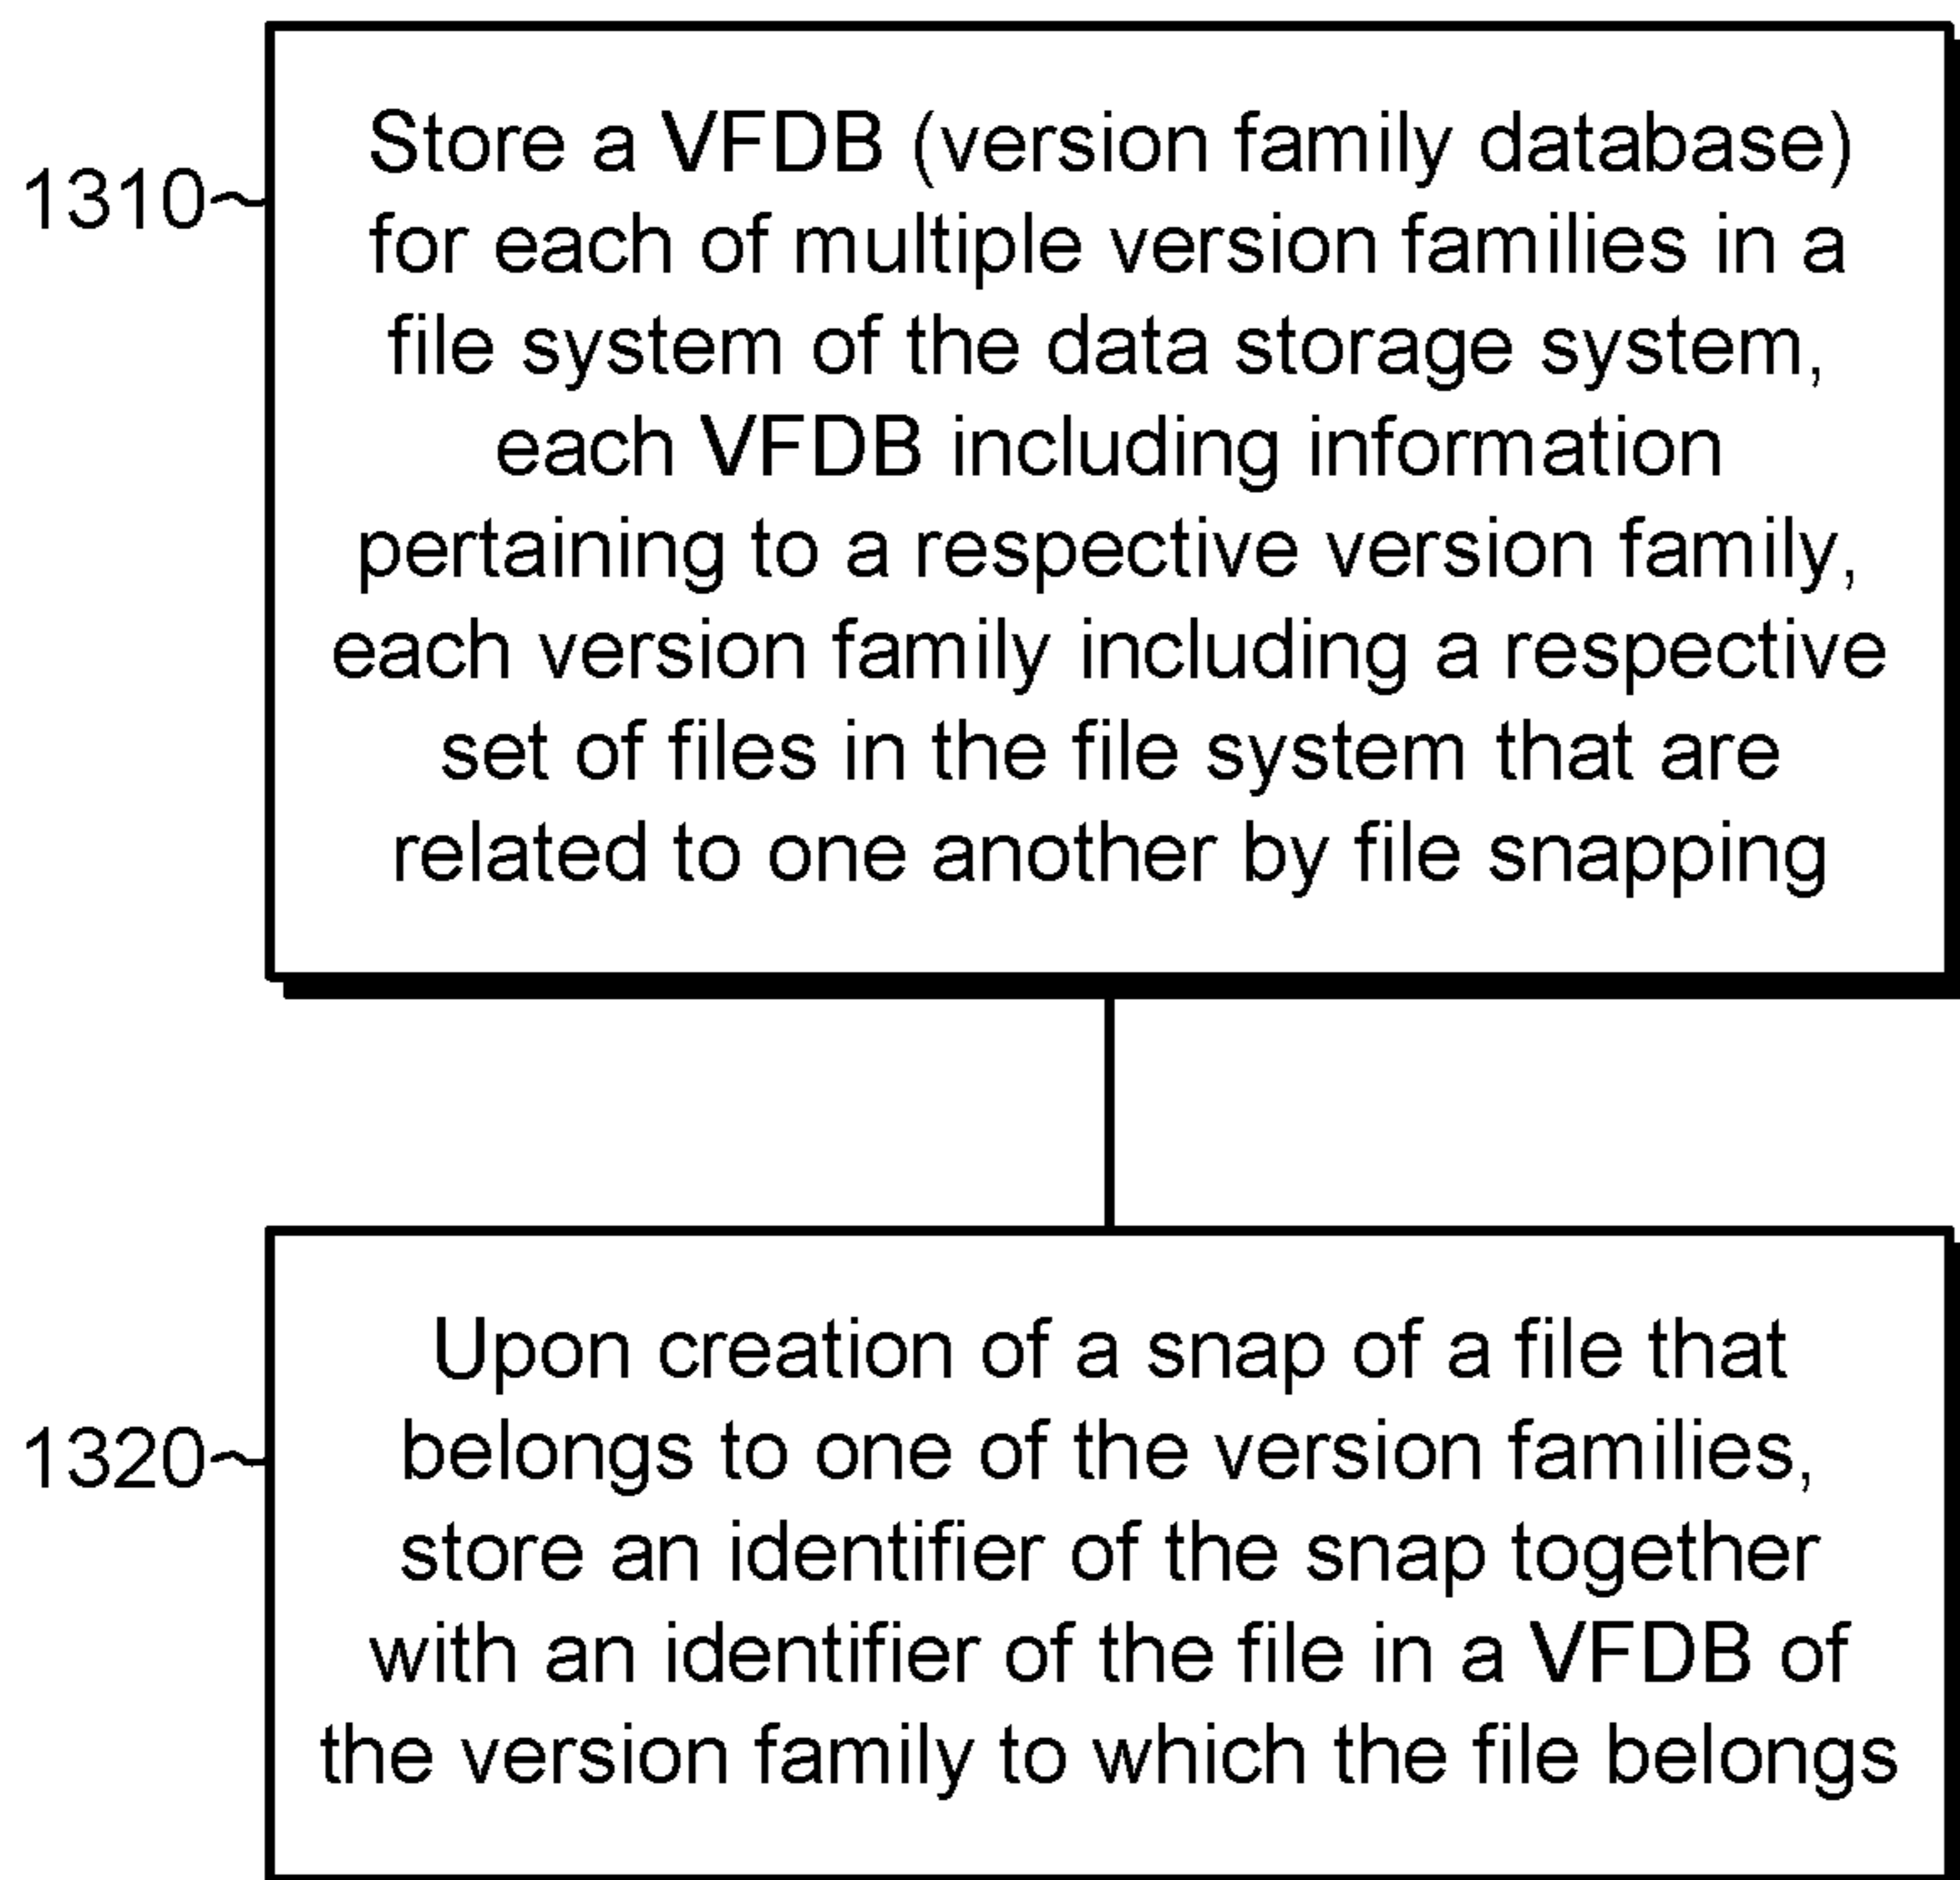 Store a VFDB (version family database)
1310
for each of multiple version families in a
file system of the data storage system,
each VFDB including information
pertaining to a respective version family,
each version family including a respective
set of files in the file system that are
related to one another by file snapping
Upon creation of a snap of a file that
1320
belongs to one of the version families,
store an identifier of the snap together
with an identifier of the file in a VFDB of
the version family to which the file belongs